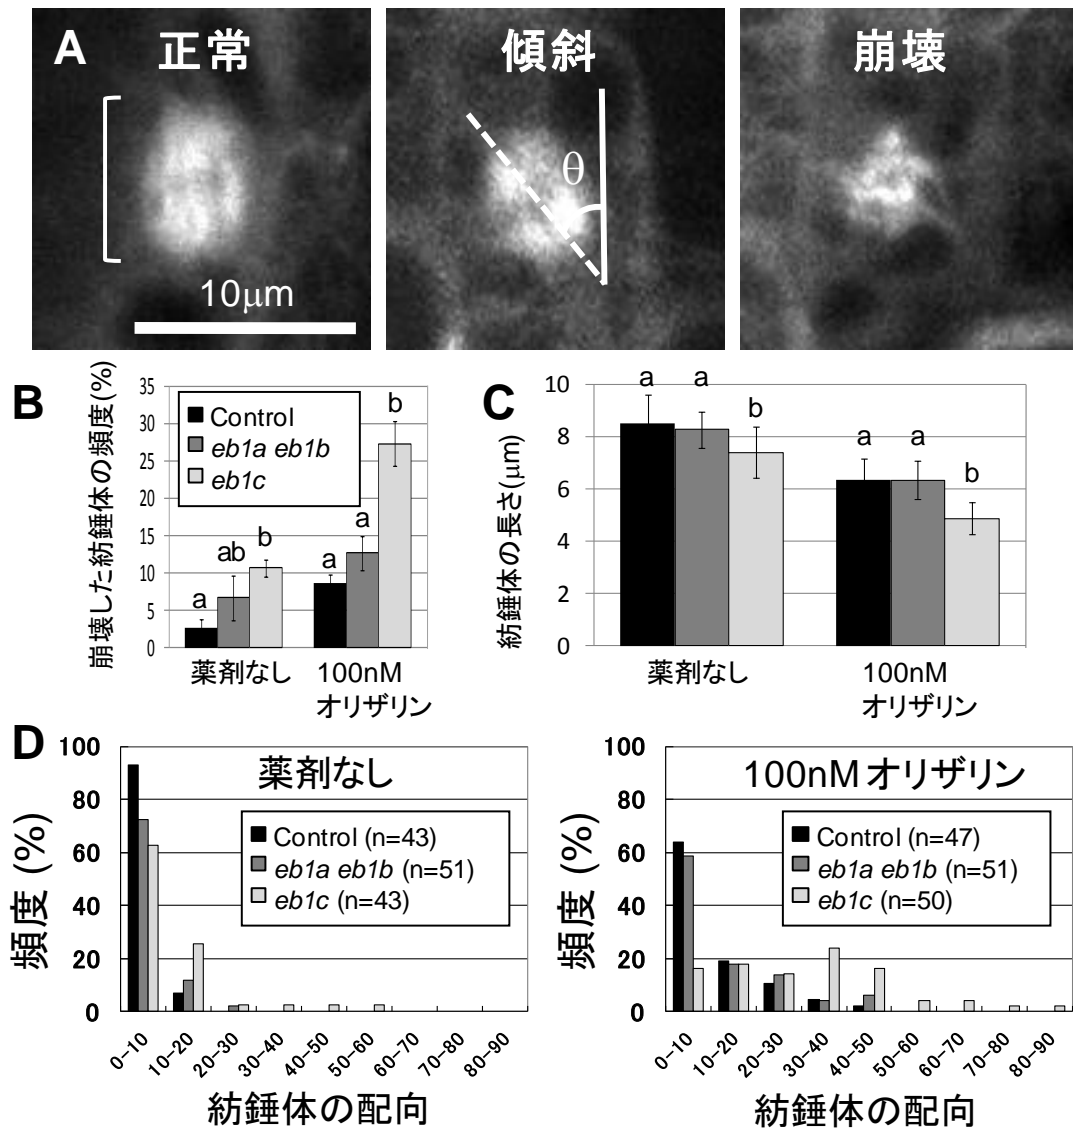 A
正常
傾斜
崩壊
θ
10μm
B
崩壊した紡錘体の頻度(%)
35
30
25
20
15
10
5
0
Control
eb1a eb1b
eb1c
a
ab
b
a
a
b
薬剤なし
100nM
オリザリン
C
紡錘体の長さ(μm)
10
8
6
4
2
0
a
a
b
a
a
b
薬剤なし
100nM
オリザリン
D
頻度 (%)
100
80
60
40
20
0
薬剤なし
Control (n=43)
eb1a eb1b (n=51)
eb1c (n=43)
0-10
10-20
20-30
30-40
40-50
50-60
60-70
70-80
80-90
紡錘体の配向
頻度 (%)
100
80
60
40
20
0
100nMオリザリン
Control (n=47)
eb1a eb1b (n=51)
eb1c (n=50)
0-10
10-20
20-30
30-40
40-50
50-60
60-70
70-80
80-90
紡錘体の配向